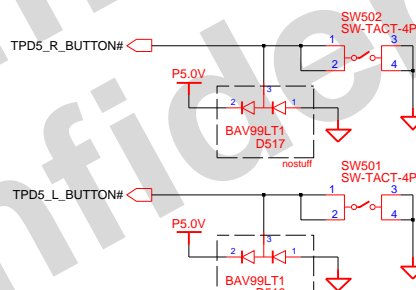 SW502
SW-TACT-4P
TPD5_R_BUTTON#
1 3
2 4
P5.0V
3
2 1
BAV99LT1
D517
nostuff
SW501
SW-TACT-4P
TPD5_L_BUTTON#
1 3
2 4
P5.0V
3
2 1
BAV99LT1